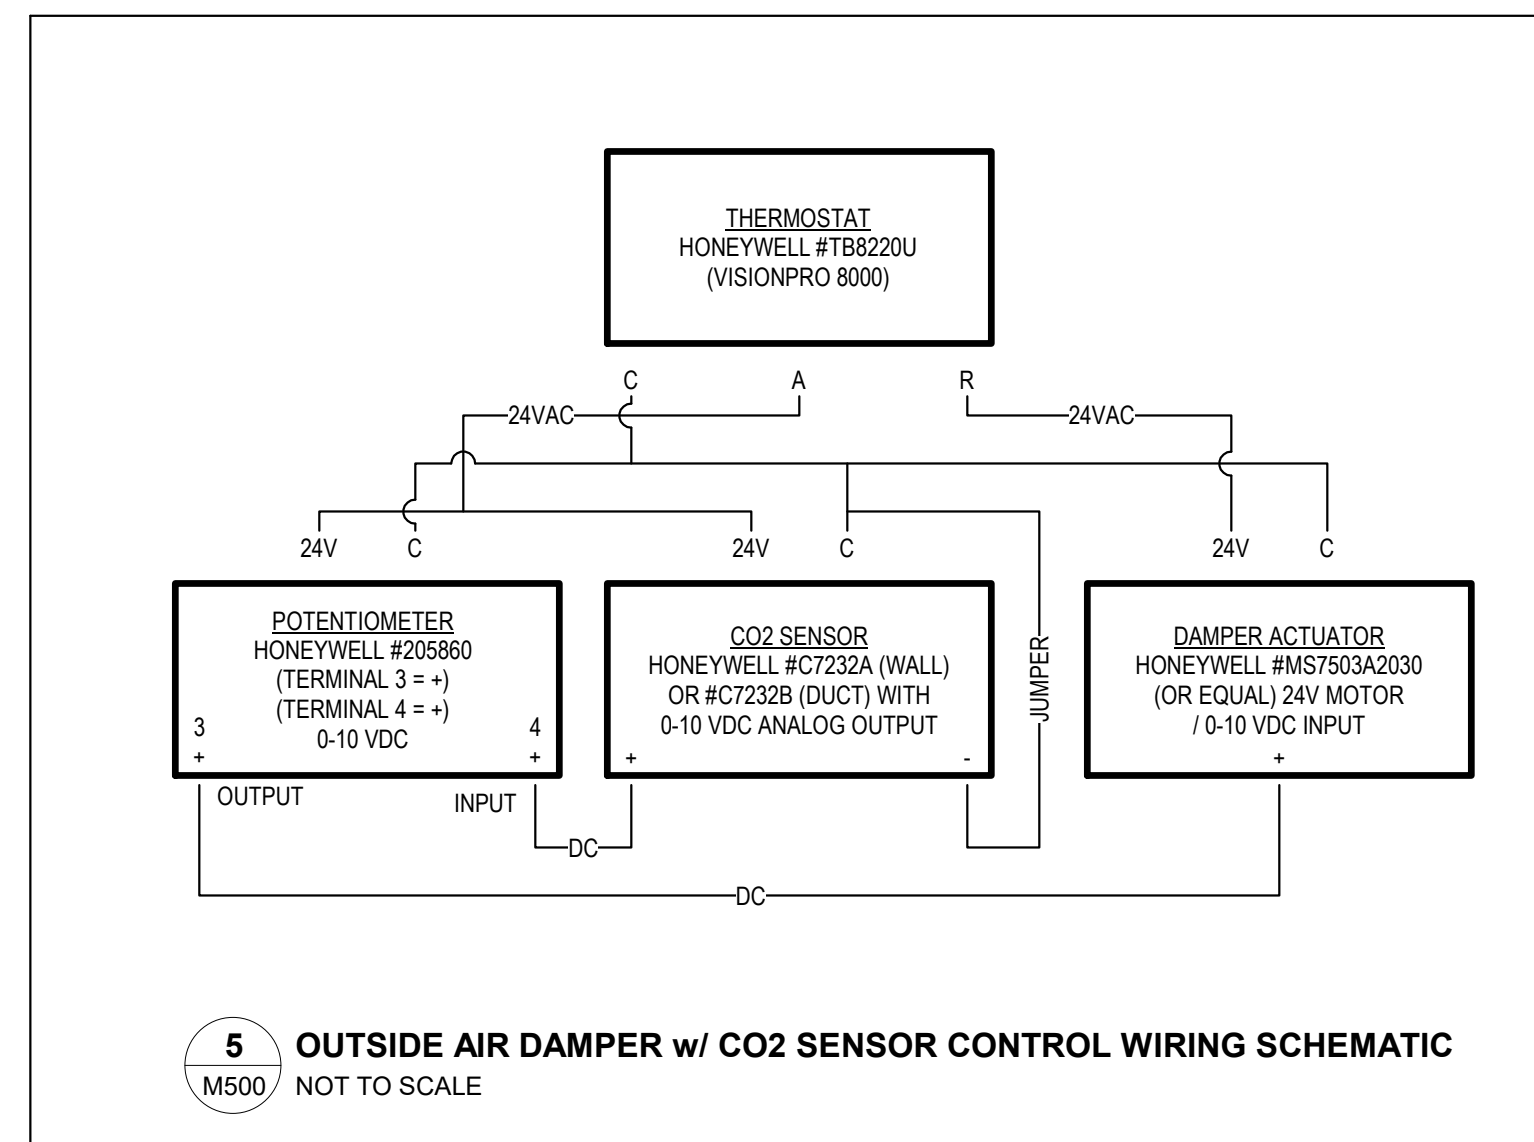 THERMOSTAT
HONEYWELL #TB8220U
(VISIONPRO 8000)
C A R
24VAC 24VAC
24V C 24V C 24V C
POTENTIOMETER
HONEYWELL #205860
(TERMINAL 3 = +)
(TERMINAL 4 = +)
0-10 VDC
3 4
+ +
OUTPUT INPUT
CO2 SENSOR
HONEYWELL #C7232A (WALL)
OR #C7232B (DUCT) WITH
0-10 VDC ANALOG OUTPUT
+ -
JUMPER
DAMPER ACTUATOR
HONEYWELL #MS7503A2030
(OR EQUAL) 24V MOTOR
/ 0-10 VDC INPUT
+
DC
DC
5
M500
OUTSIDE AIR DAMPER w/ CO2 SENSOR CONTROL WIRING SCHEMATIC
NOT TO SCALE